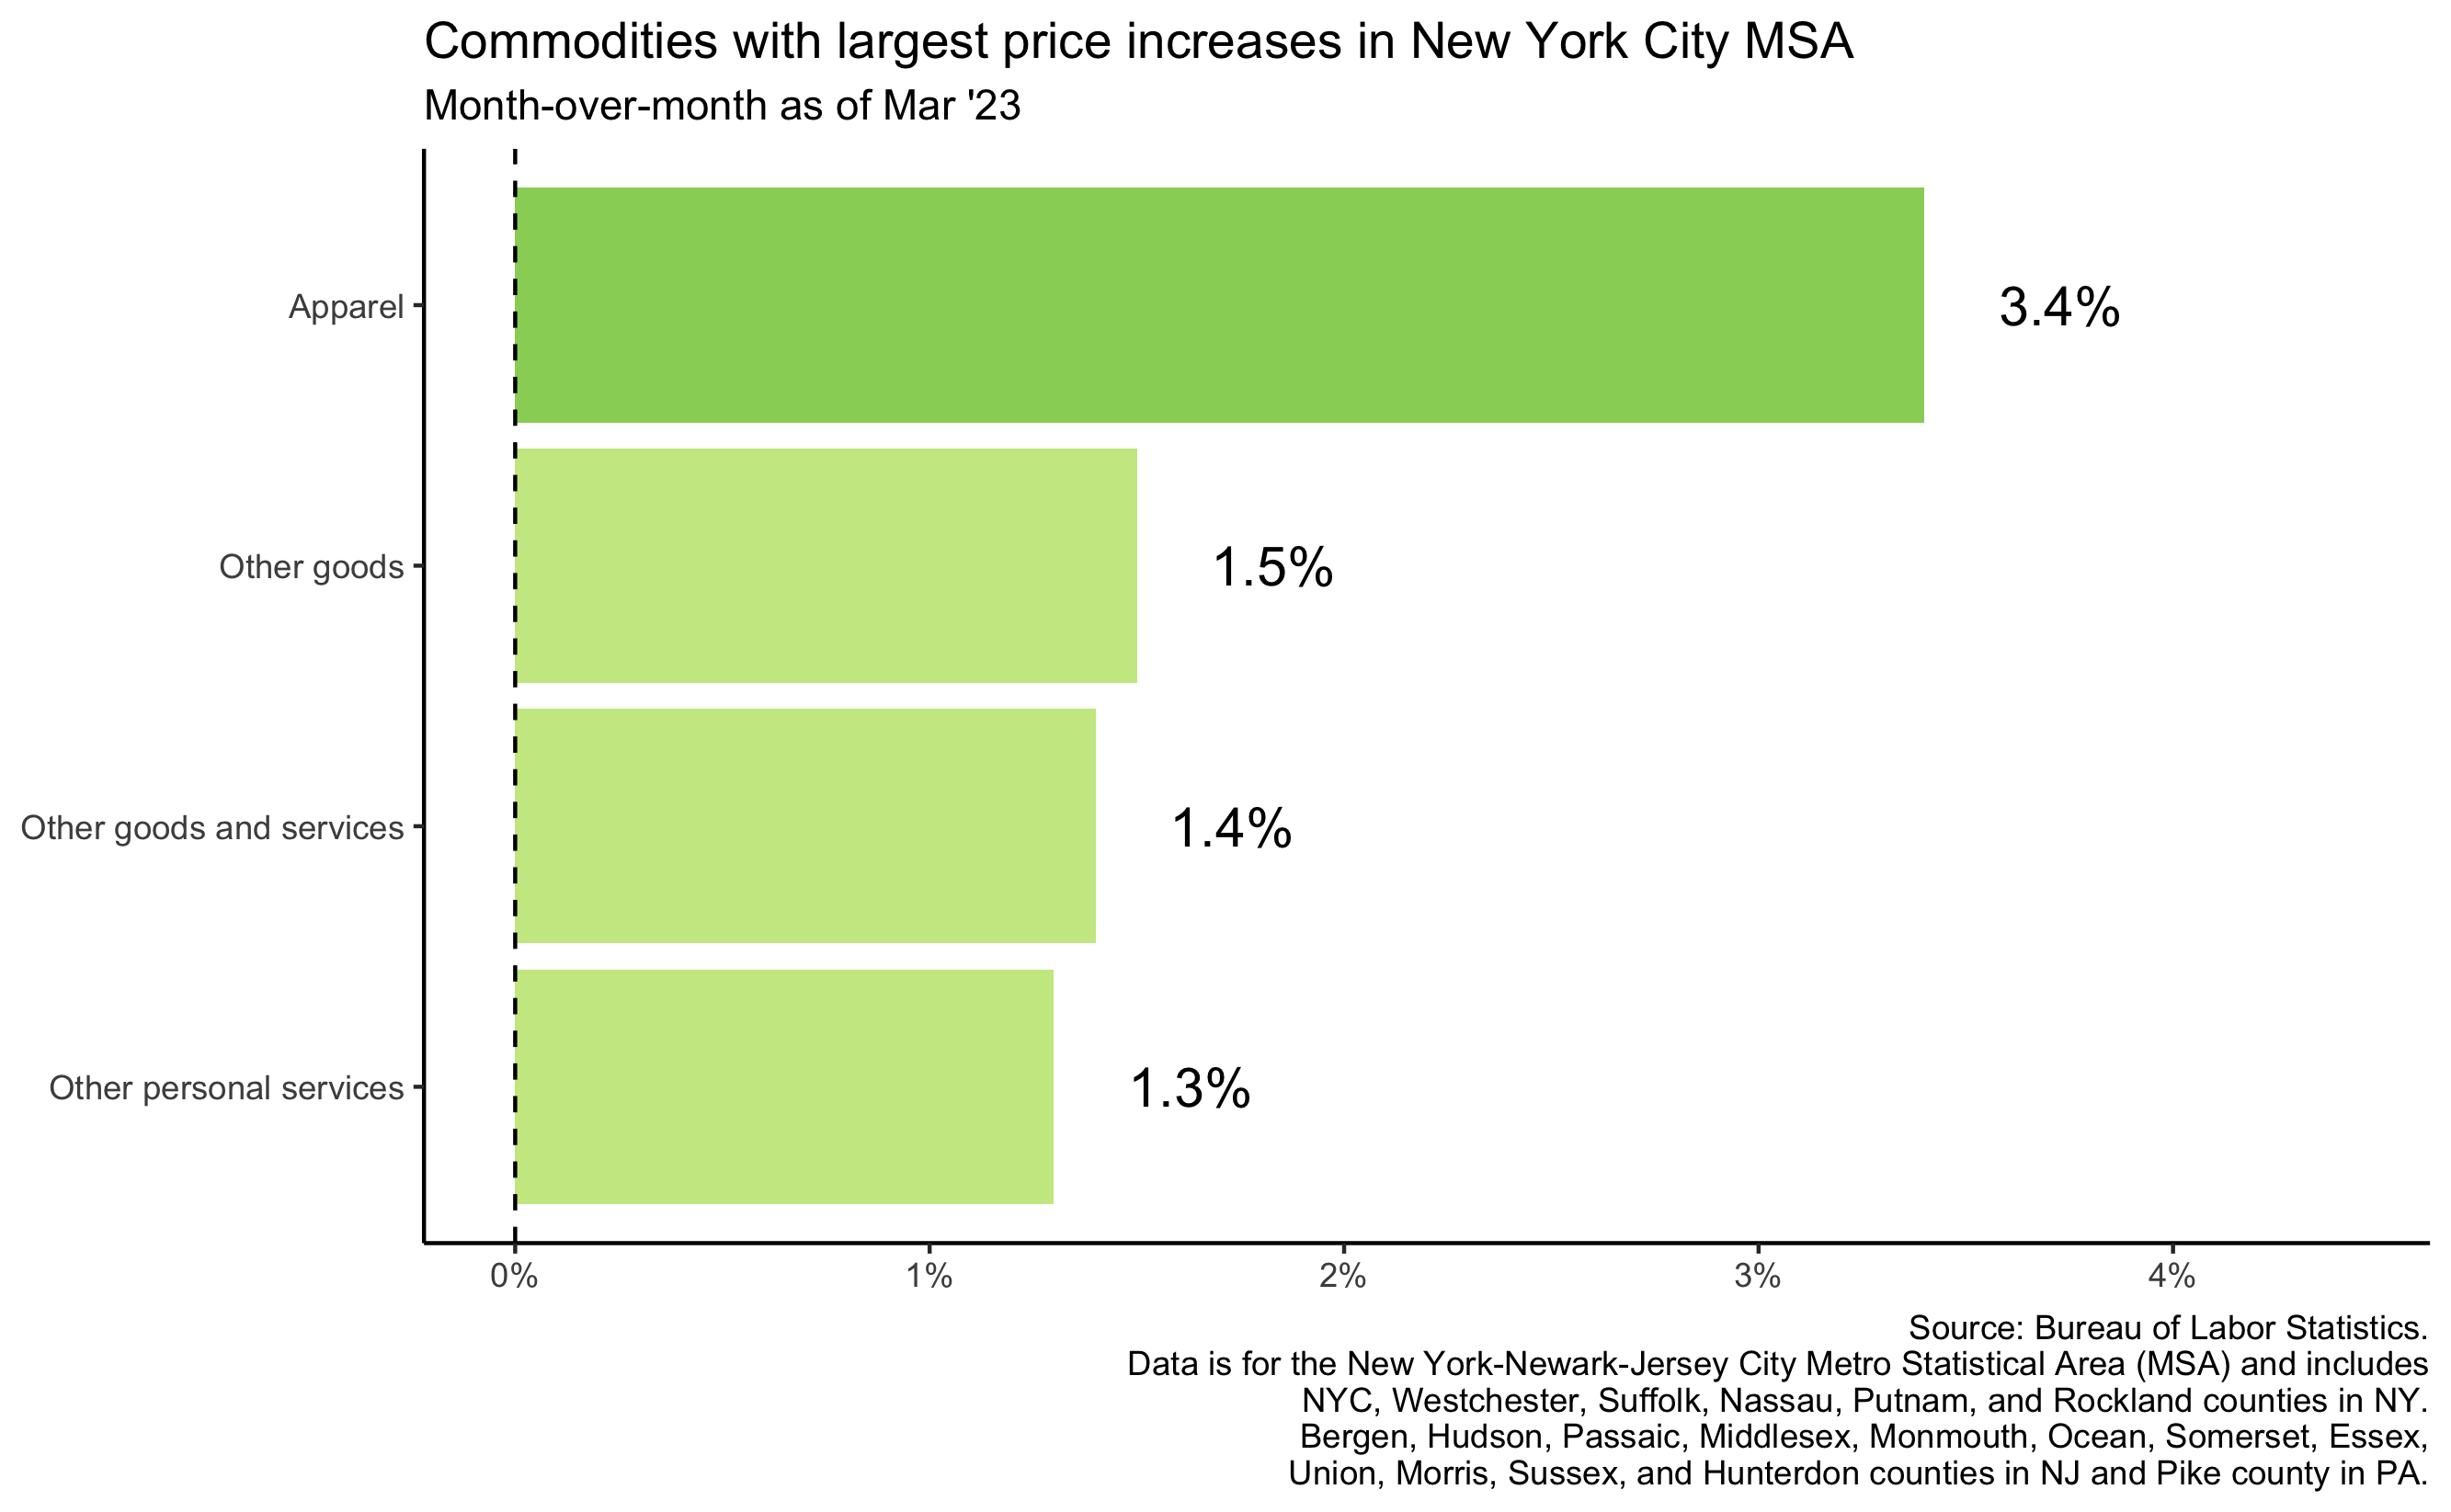 Commodities with largest price increases in New York City MSA
Month-over-month as of Mar '23
Apparel
3.4%
Other goods
1.5%
Other goods and services
1.4%
Other personal services
1.3%
0% 1% 2% 3% 4%
Source: Bureau of Labor Statistics.
Data is for the New York-Newark-Jersey City Metro Statistical Area (MSA) and includes
NYC, Westchester, Suffolk, Nassau, Putnam, and Rockland counties in NY.
Bergen, Hudson, Passaic, Middlesex, Monmouth, Ocean, Somerset, Essex,
Union, Morris, Sussex, and Hunterdon counties in NJ and Pike county in PA.